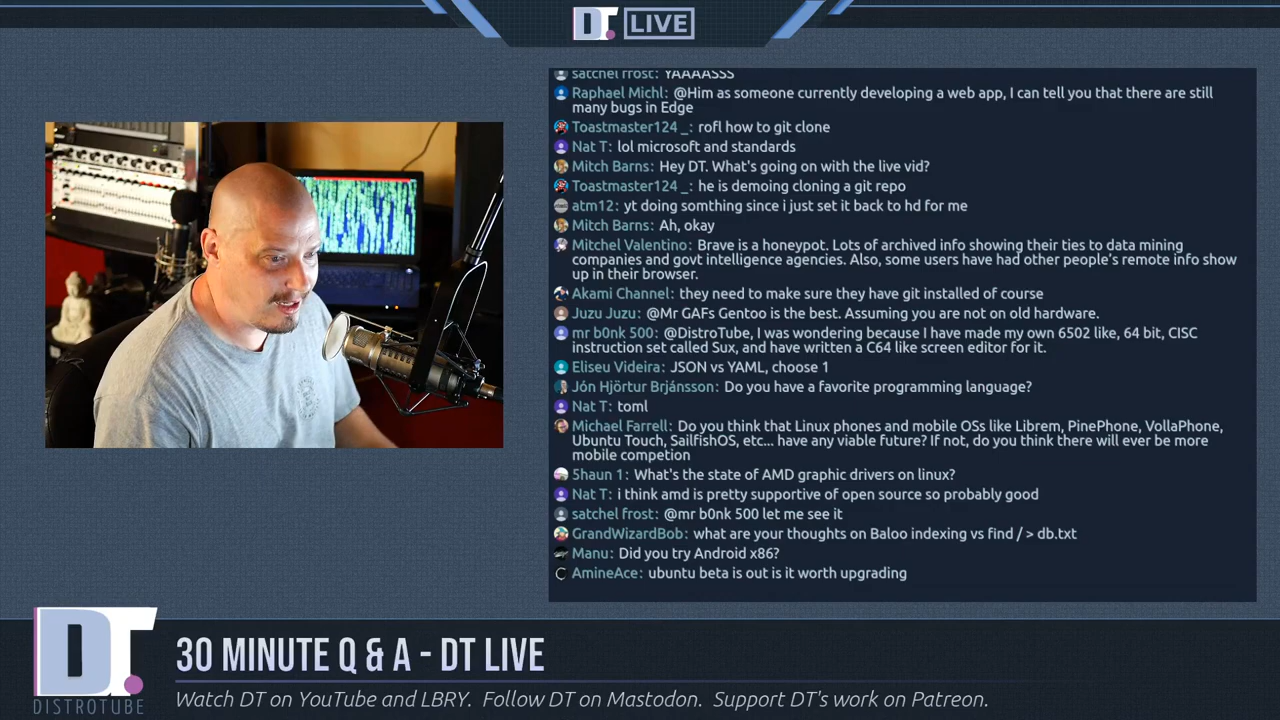 DT. LIVE
satchel frost: YAAAASSS
Raphael Michl: @Him as someone currently developing a web app, I can tell you that there are still
many bugs in Edge
Toastmaster124 _: rofl how to git clone
Nat T: lol microsoft and standards
Mitch Barns: Hey DT. What's going on with the live vid?
Toastmaster124 _: he is demoing cloning a git repo
atm12: yt doing somthing since i just set it back to hd for me
Mitch Barns: Ah, okay
Mitchel Valentino: Brave is a honeypot. Lots of archived info showing their ties to data mining
companies and govt intelligence agencies. Also, some users have had other people's remote info show
up in their browser.
Akami Channel: they need to make sure they have git installed of course
Juzu Juzu: @Mr GAFs Gentoo is the best. Assuming you are not on old hardware.
mr b0nk 500: @DistroTube, I was wondering because I have made my own 6502 like, 64 bit, CISC
instruction set called Sux, and have written a C64 like screen editor for it.
Eliseu Videira: JSON vs YAML, choose 1
Jón Hjörtur Brjánsson: Do you have a favorite programming language?
Nat T: toml
Michael Farrell: Do you think that Linux phones and mobile OSs like Librem, PinePhone, VollaPhone,
Ubuntu Touch, SailfishOS, etc... have any viable future? If not, do you think there will ever be more
mobile competion
5haun 1: What's the state of AMD graphic drivers on linux?
Nat T: i think amd is pretty supportive of open source so probably good
satchel frost: @mr b0nk 500 let me see it
GrandWizardBob: what are your thoughts on Baloo indexing vs find / > db.txt
Manu: Did you try Android x86?
AmineAce: ubuntu beta is out is it worth upgrading
DT.
DISTROTUBE
30 MINUTE Q & A - DT LIVE
Watch DT on YouTube and LBRY. Follow DT on Mastodon. Support DT's work on Patreon.